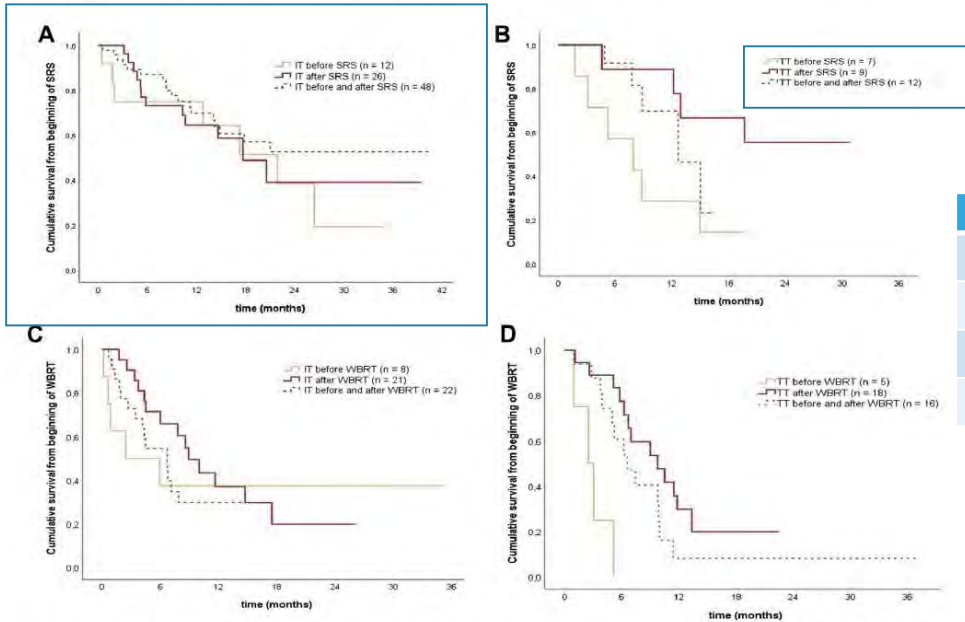 A
Cumulative survival from beginning of SRS
1,0
0,8
0,6
0,4
0,2
0,0
IT before SRS (n = 12)
IT after SRS (n = 26)
IT before and after SRS (n = 48)
0 6 12 18 24 30 36 42
time (months)
B
Cumulative survival from beginning of SRS
1,0
0,8
0,6
0,4
0,2
0,0
TT before SRS (n = 7)
TT after SRS (n = 9)
TT before and after SRS (n = 12)
0 6 12 18 24 30 36
time (months)
C
Cumulative survival from beginning of WBRT
1,0
0,8
0,6
0,4
0,2
0,0
IT before WBRT (n = 8)
IT after WBRT (n = 21)
IT before and after WBRT (n = 22)
0 6 12 18 24 30 36
time (months)
D
Cumulative survival from beginning of WBRT
1,0
0,8
0,6
0,4
0,2
0,0
TT before WBRT (n = 5)
TT after WBRT (n = 18)
TT before and after WBRT (n = 16)
0 6 12 18 24 30 36
time (months)